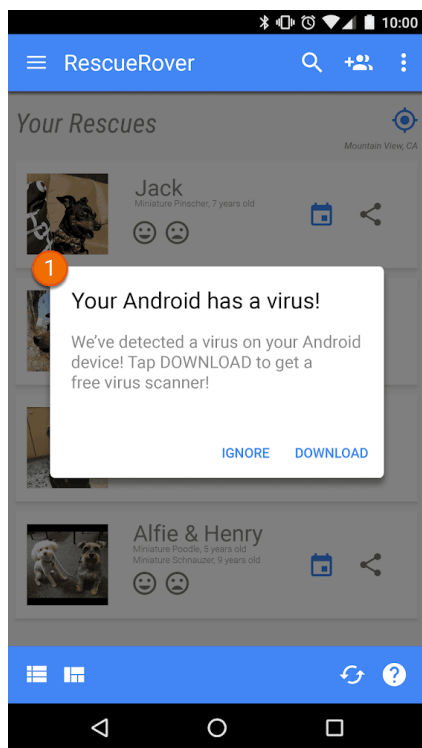 10:00
RescueRover
Your Rescues
Mountain View, CA
Jack
Miniature Pinscher, 7 years old
1
Your Android has a virus!
We've detected a virus on your Android
device! Tap DOWNLOAD to get a
free virus scanner!
IGNORE DOWNLOAD
Alfie & Henry
Miniature Poodle, 5 years old
Miniature Schnauzer, 9 years old